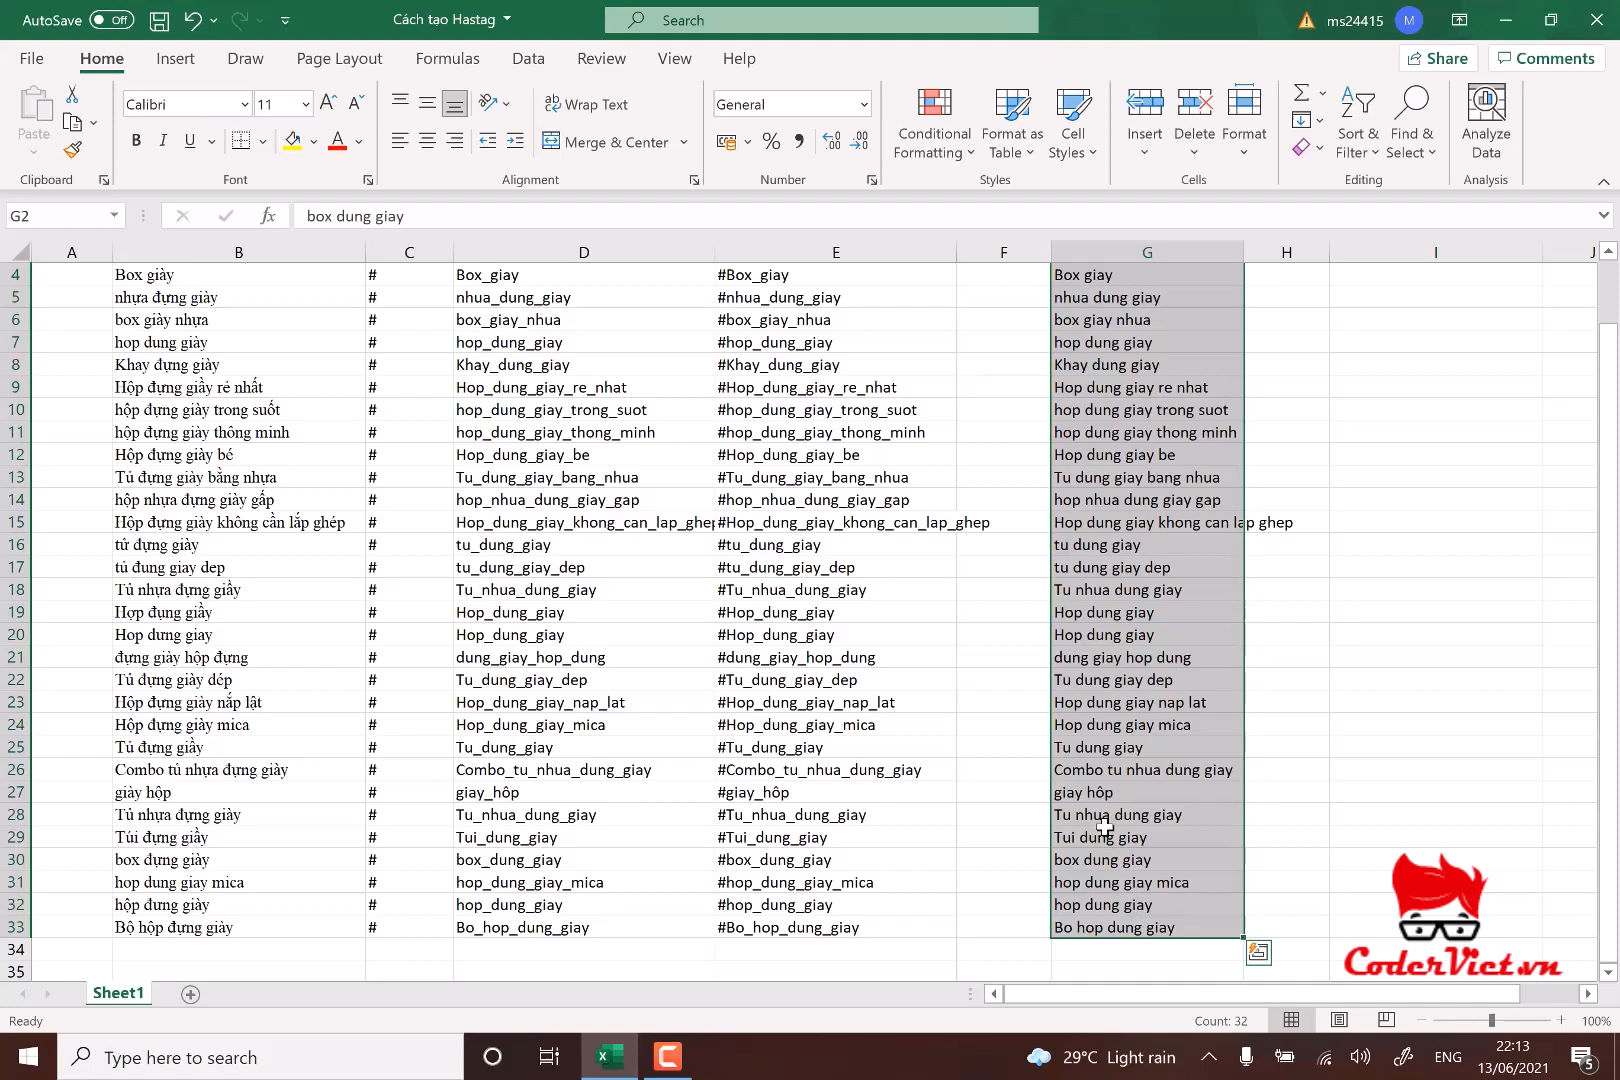 AutoSave Off Cách tạo Hastag Search ms24415 M
File Home Insert Draw Page Layout Formulas Data Review View Help Share Comments
Calibri 11 ab Wrap Text General
Paste B I U A Merge & Center % Conditional Formatting Format as Table Cell Styles Insert Delete Format Sort & Filter Find & Select Analyze Data
Clipboard Font Alignment Number Styles Cells Editing Analysis
G2 fx box dung giay
A B C D E F G H I J
4 Box giày # Box_giay #Box_giay Box giay
5 nhựa đựng giày # nhua_dung_giay #nhua_dung_giay nhua dung giay
6 box giày nhựa # box_giay_nhua #box_giay_nhua box giay nhua
7 hop dung giày # hop_dung_giay #hop_dung_giay hop dung giay
8 Khay đựng giày # Khay_dung_giay #Khay_dung_giay Khay dung giay
9 Hộp đựng giầy rẻ nhất # Hop_dung_giay_re_nhat #Hop_dung_giay_re_nhat Hop dung giay re nhat
10 hộp đựng giày trong suốt # hop_dung_giay_trong_suot #hop_dung_giay_trong_suot hop dung giay trong suot
11 hộp đựng giày thông minh # hop_dung_giay_thong_minh #hop_dung_giay_thong_minh hop dung giay thong minh
12 Hộp đựng giày bé # Hop_dung_giay_be #Hop_dung_giay_be Hop dung giay be
13 Tủ đựng giày bằng nhựa # Tu_dung_giay_bang_nhua #Tu_dung_giay_bang_nhua Tu dung giay bang nhua
14 hộp nhựa đựng giày gấp # hop_nhua_dung_giay_gap #hop_nhua_dung_giay_gap hop nhua dung giay gap
15 Hộp đựng giày không cần lắp ghép # Hop_dung_giay_khong_can_lap_ghep #Hop_dung_giay_khong_can_lap_ghep Hop dung giay khong can lap ghep
16 tử đựng giày # tu_dung_giay #tu_dung_giay tu dung giay
17 tủ đung giay dep # tu_dung_giay_dep #tu_dung_giay_dep tu dung giay dep
18 Tủ nhựa đựng giầy # Tu_nhua_dung_giay #Tu_nhua_dung_giay Tu nhua dung giay
19 Hợp đụng giầy # Hop_dung_giay #Hop_dung_giay Hop dung giay
20 Hop dưng giay # Hop_dung_giay #Hop_dung_giay Hop dung giay
21 đựng giày hộp đựng # dung_giay_hop_dung #dung_giay_hop_dung dung giay hop dung
22 Tủ đựng giày dép # Tu_dung_giay_dep #Tu_dung_giay_dep Tu dung giay dep
23 Hộp đựng giày nắp lật # Hop_dung_giay_nap_lat #Hop_dung_giay_nap_lat Hop dung giay nap lat
24 Hộp đựng giày mica # Hop_dung_giay_mica #Hop_dung_giay_mica Hop dung giay mica
25 Tủ đựng giầy # Tu_dung_giay #Tu_dung_giay Tu dung giay
26 Combo tủ nhựa đựng giày # Combo_tu_nhua_dung_giay #Combo_tu_nhua_dung_giay Combo tu nhua dung giay
27 giày hộp # giay_hôp #giay_hôp giay hôp
28 Tủ nhựa đựng giày # Tu_nhua_dung_giay #Tu_nhua_dung_giay Tu nhua dung giay
29 Túi đựng giầy # Tui_dung_giay #Tui_dung_giay Tui dung giay
30 box đựng giày # box_dung_giay #box_dung_giay box dung giay
31 hop dung giay mica # hop_dung_giay_mica #hop_dung_giay_mica hop dung giay mica
32 hộp đưng giày # hop_dung_giay #hop_dung_giay hop dung giay
33 Bộ hộp đựng giày # Bo_hop_dung_giay #Bo_hop_dung_giay Bo hop dung giay
34
35
CoderViet.vn
Sheet1
Ready Count: 32 100%
Type here to search 29°C Light rain ENG 22:13 13/06/2021 5